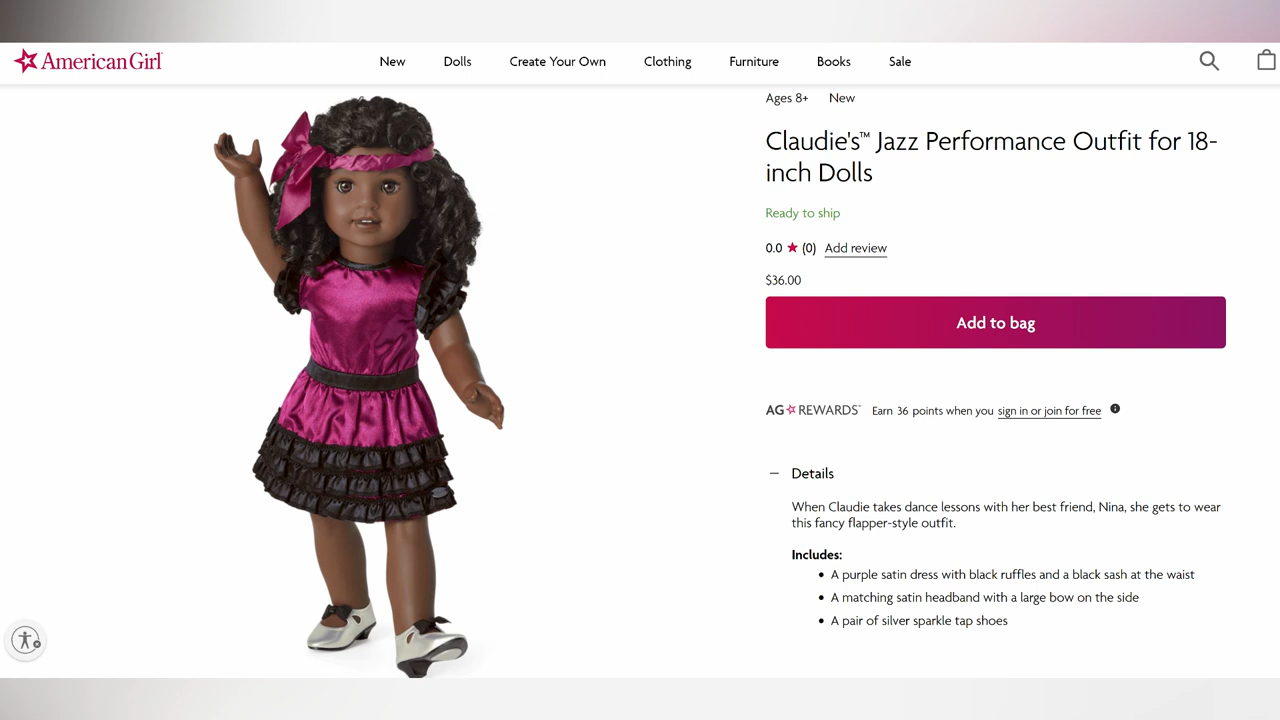 American Girl
New Dolls Create Your Own Clothing Furniture Books Sale
Ages 8+ New
Claudie's™ Jazz Performance Outfit for 18-
inch Dolls
Ready to ship
0.0 ★ (0) Add review
$36.00
Add to bag
AG REWARDS™ Earn 36 points when you sign in or join for free
Details
When Claudie takes dance lessons with her best friend, Nina, she gets to wear
this fancy flapper-style outfit.
Includes:
• A purple satin dress with black ruffles and a black sash at the waist
• A matching satin headband with a large bow on the side
• A pair of silver sparkle tap shoes